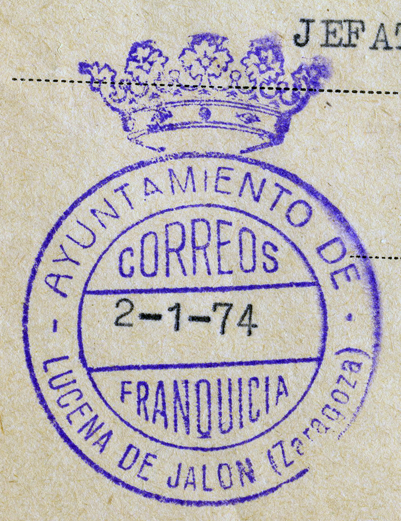 JEFAT
AYUNTAMIENTO DE
CORREOS
2-1-74
FRANQUICIA
LUCENA DE JALON (Zaragoza)